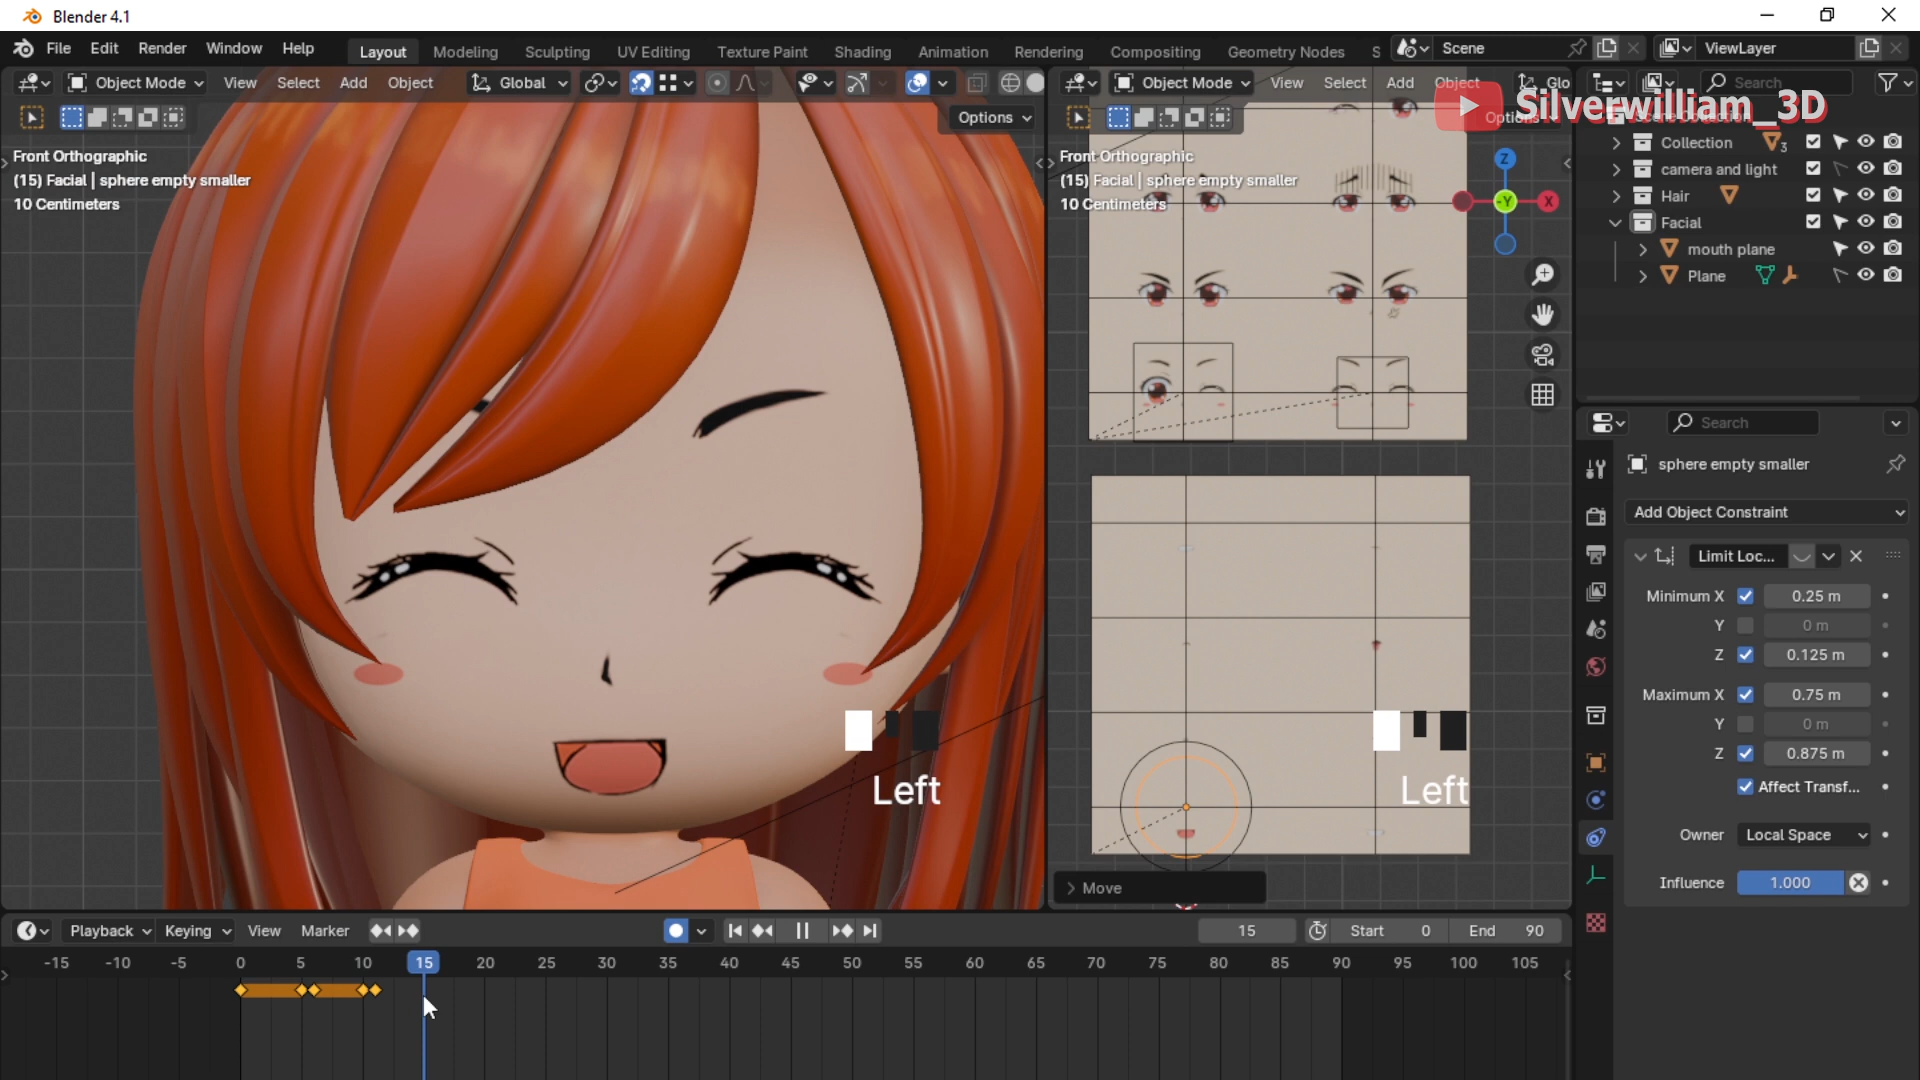 Blender 4.1
File Edit Render Window Help Layout Modeling Sculpting UV Editing Texture Paint Shading Animation Rendering Compositing Geometry Nodes S Scene ViewLayer
Object Mode View Select Add Object Global
Object Mode View Select Add Object Glo Search
Options
Options
Silverwilliam_3D
Front Orthographic
(15) Facial | sphere empty smaller
10 Centimeters
Front Orthographic
(15) Facial | sphere empty smaller
10 Centimeters
Z
-Y
X
Collection 3
camera and light
Hair
Facial
mouth plane
Plane
Search
sphere empty smaller
Add Object Constraint
Limit Loc...
Minimum X 0.25 m
Y 0 m
Z 0.125 m
Maximum X 0.75 m
Y 0 m
Z 0.875 m
Affect Transf...
Owner Local Space
Influence 1.000
Left
Left
Move
Playback Keying View Marker 15 Start 0 End 90
-15 -10 -5 0 5 10 15 20 25 30 35 40 45 50 55 60 65 70 75 80 85 90 95 100 105